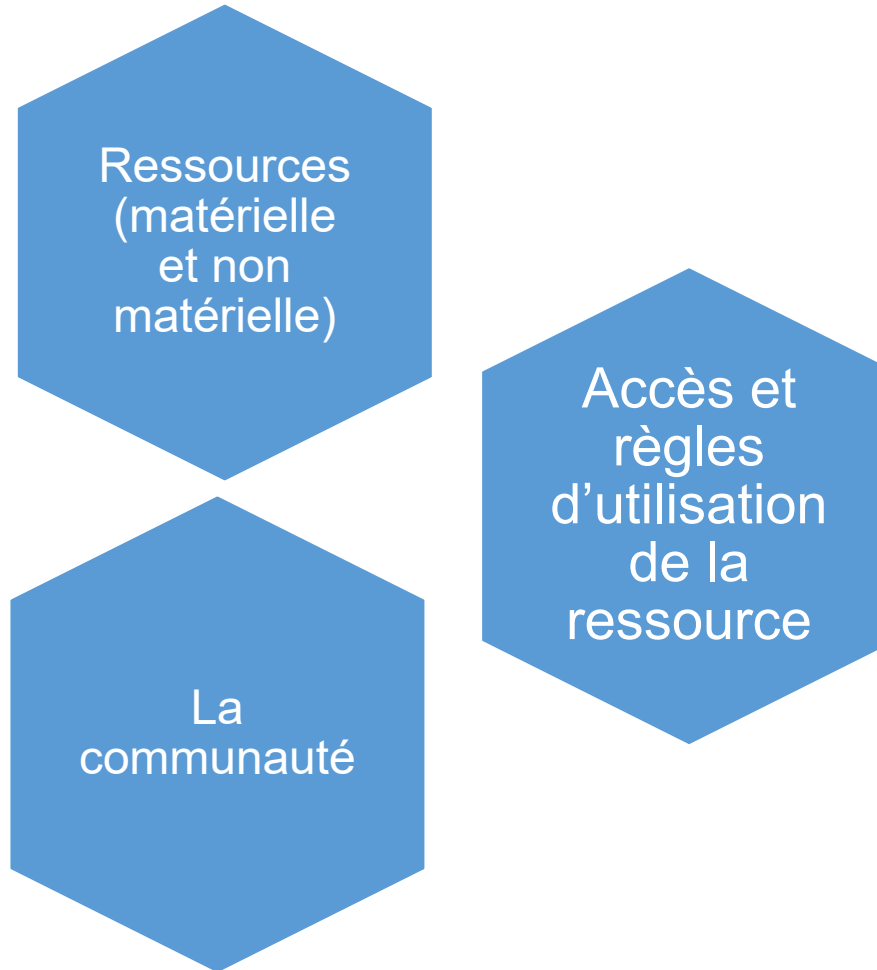 Ressources
(matérielle
et non
matérielle)
Accès et
règles
d’utilisation
de la
ressource
La
communauté